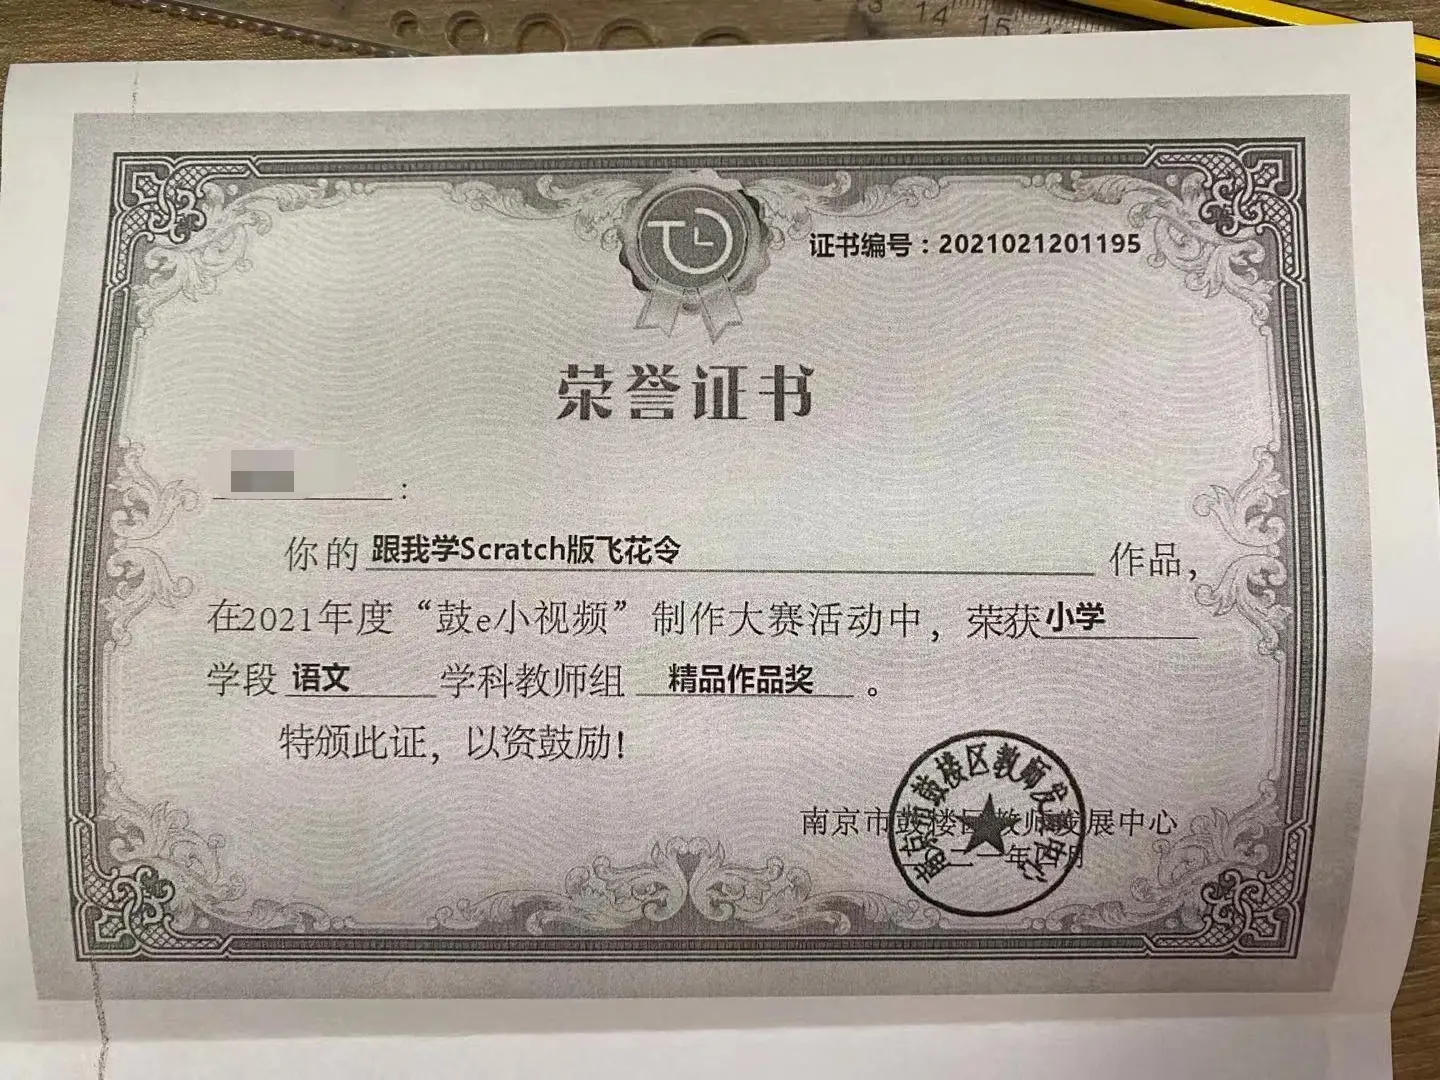 13 14 15
证书编号：2021021201195
荣誉证书
：
你的 跟我学Scratch版飞花令 作品，
在2021年度“鼓e小视频”制作大赛活动中，荣获小学
学段 语文 学科教师组 精品作品奖 。
特颁此证，以资鼓励！
南京市鼓楼区教师发展中心
二一年四月
南京市鼓楼区教师发展中心